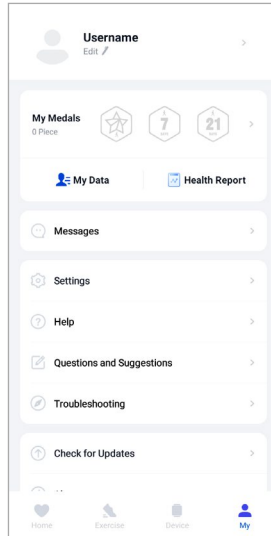 Username
Edit
My Medals
0 Piece
7
21
My Data
Health Report
Messages
Settings
Help
Questions and Suggestions
Troubleshooting
Check for Updates
Home
Exercise
Device
My